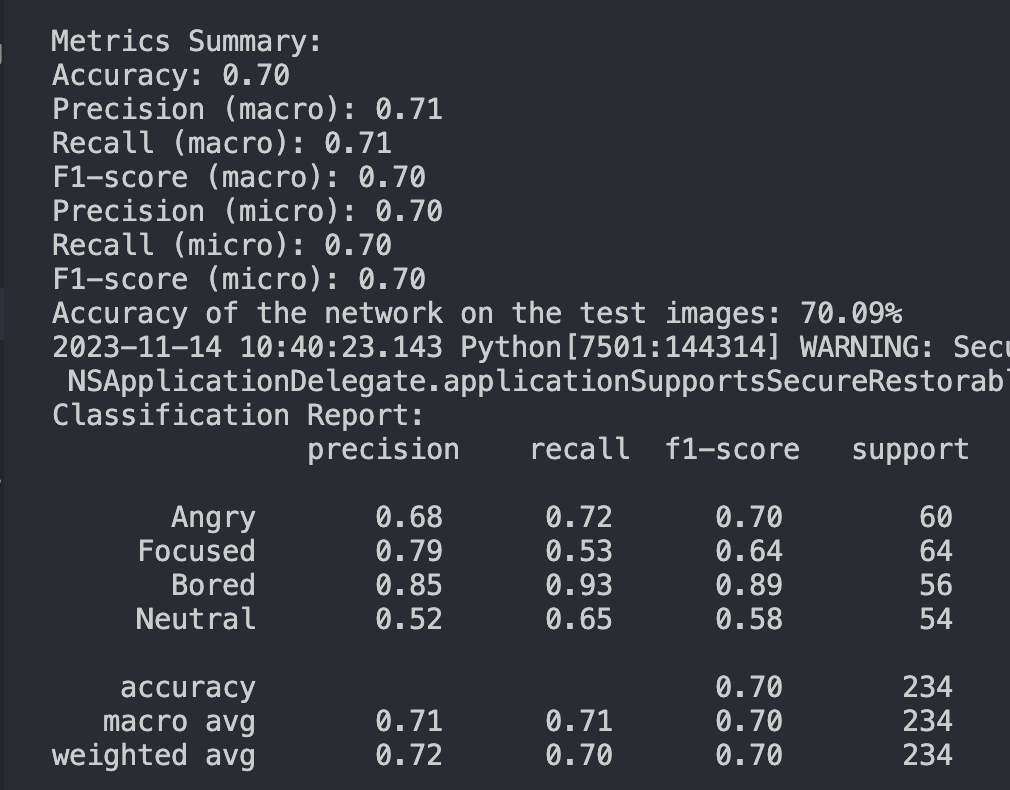 Metrics Summary:
Accuracy: 0.70
Precision (macro): 0.71
Recall (macro): 0.71
F1-score (macro): 0.70
Precision (micro): 0.70
Recall (micro): 0.70
F1-score (micro): 0.70
Accuracy of the network on the test images: 70.09%
2023-11-14 10:40:23.143 Python[7501:144314] WARNING: Secu
NSApplicationDelegate.applicationSupportsSecureRestorabl
Classification Report:
precision recall f1-score support
Angry 0.68 0.72 0.70 60
Focused 0.79 0.53 0.64 64
Bored 0.85 0.93 0.89 56
Neutral 0.52 0.65 0.58 54
accuracy 0.70 234
macro avg 0.71 0.71 0.70 234
weighted avg 0.72 0.70 0.70 234